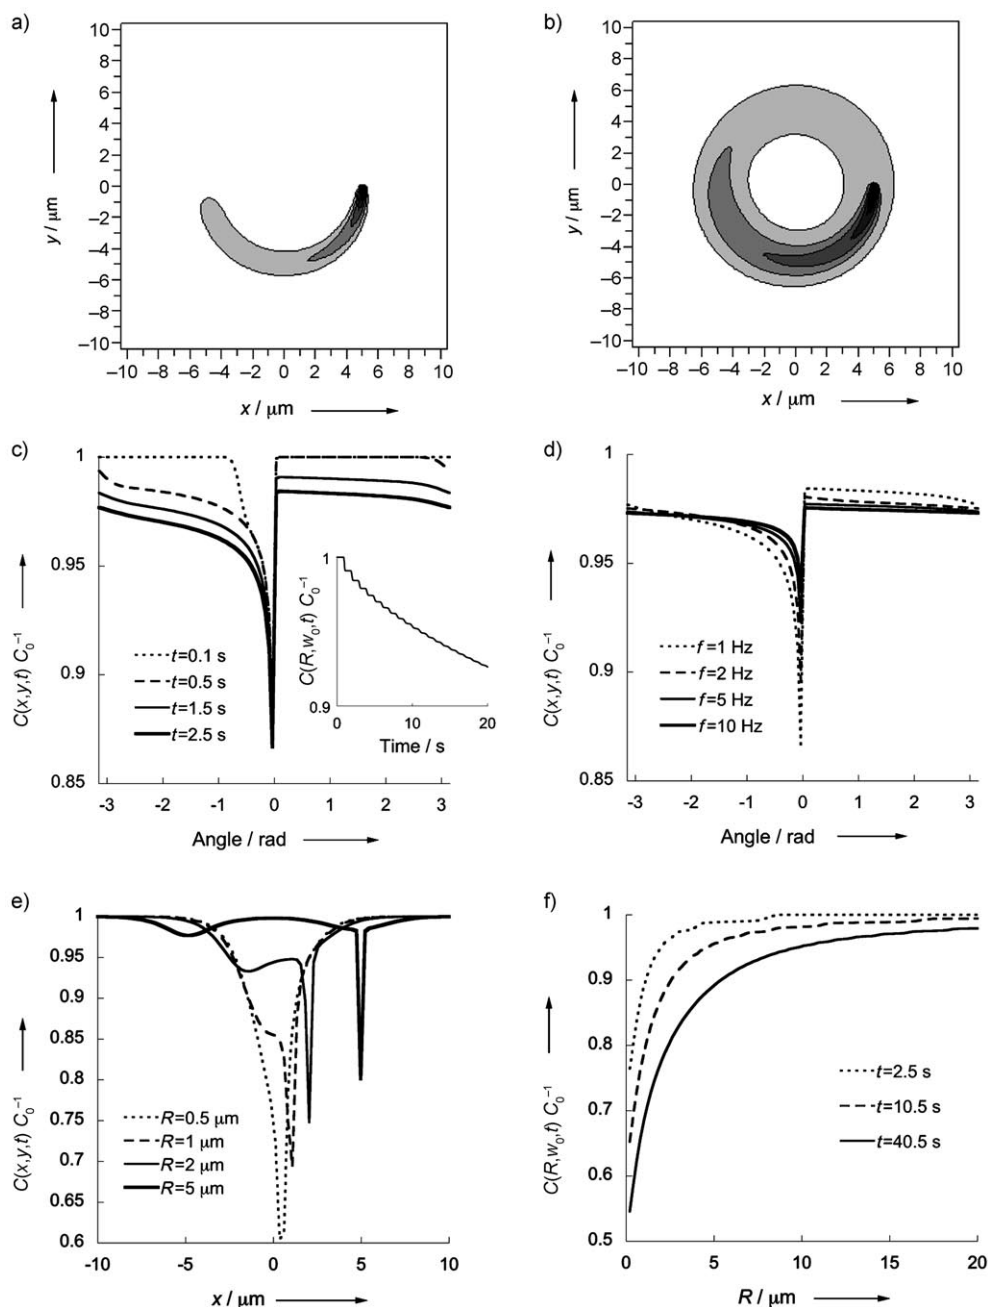 a)
10
8
6
4
2
0
−2
−4
−6
−8
−10
y / μm
−10 −8 −6 −4 −2 0 2 4 6 8 10
x / μm
b)
10
8
6
4
2
0
−2
−4
−6
−8
−10
y / μm
−10 −8 −6 −4 −2 0 2 4 6 8 10
x / μm
c)
1
0.95
0.9
0.85
C(x,y,t) C₀⁻¹
t=0.1 s
t=0.5 s
t=1.5 s
t=2.5 s
1
0.9
C(R,w₀,t) C₀⁻¹
0 10 20
Time / s
-3 -2 -1 0 1 2 3
Angle / rad
d)
1
0.95
0.9
0.85
C(x,y,t) C₀⁻¹
f=1 Hz
f=2 Hz
f=5 Hz
f=10 Hz
-3 -2 -1 0 1 2 3
Angle / rad
e)
1
0.95
0.9
0.85
0.8
0.75
0.7
0.65
0.6
C(x,y,t) C₀⁻¹
R=0.5 μm
R=1 μm
R=2 μm
R=5 μm
-10 -5 0 5 10
x / μm
f)
1
0.9
0.8
0.7
0.6
0.5
C(R,w₀,t) C₀⁻¹
t=2.5 s
t=10.5 s
t=40.5 s
0 5 10 15 20
R / μm